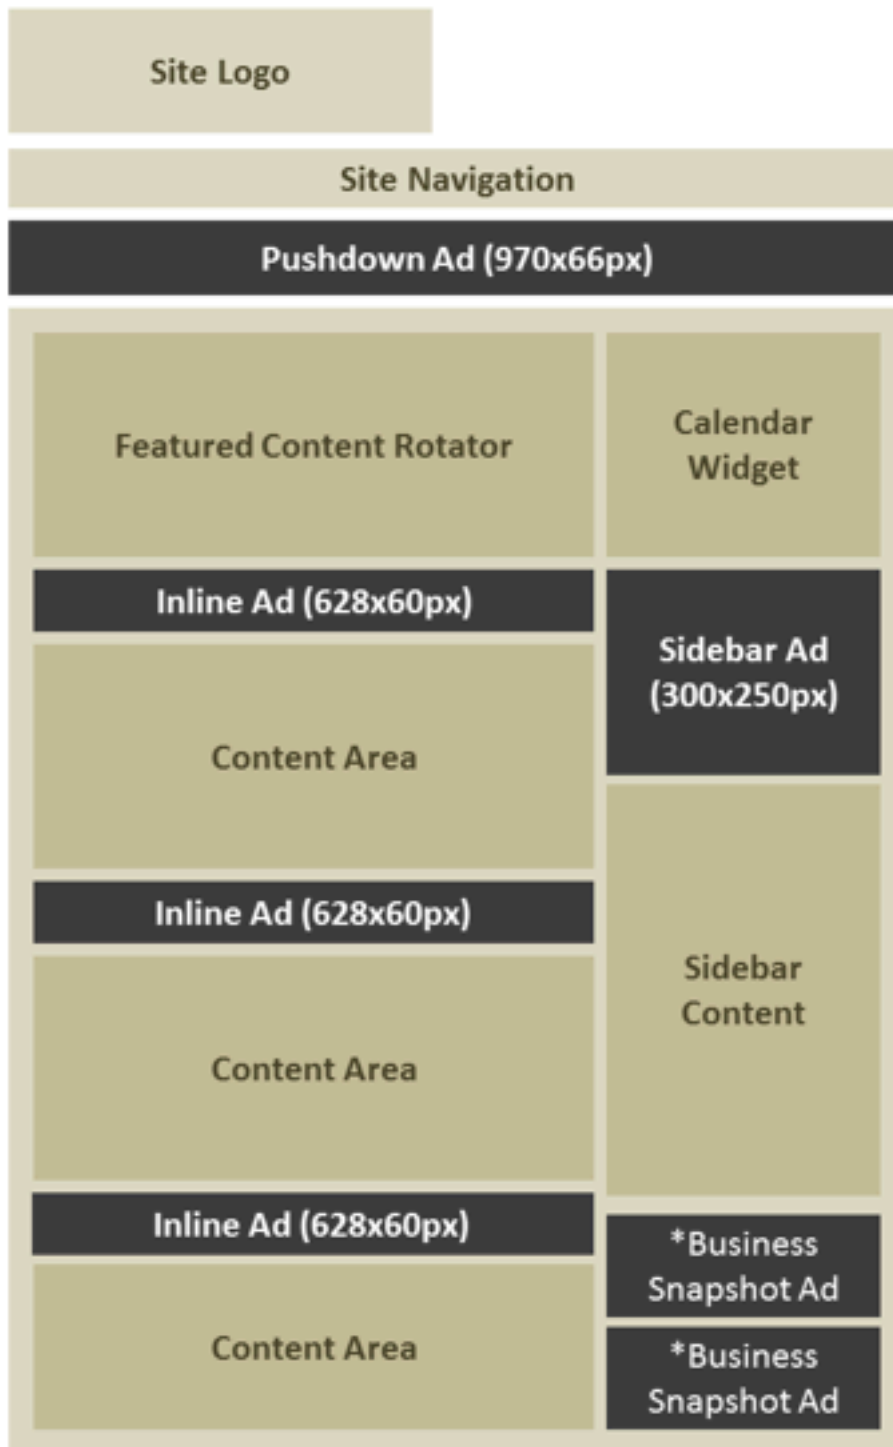 Site Logo
Site Navigation
Pushdown Ad (970x66px)
Featured Content Rotator
Calendar
Widget
Inline Ad (628x60px)
Sidebar Ad
(300x250px)
Content Area
Inline Ad (628x60px)
Content Area
Sidebar
Content
Inline Ad (628x60px)
Content Area
*Business
Snapshot Ad
*Business
Snapshot Ad